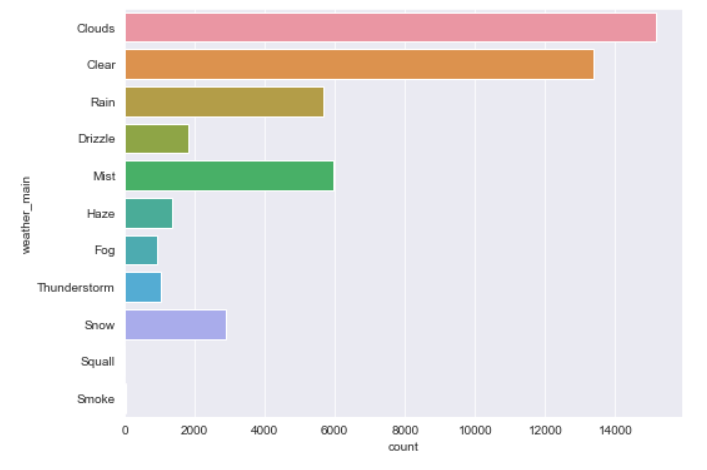 Clouds
Clear
Rain
Drizzle
Mist
Haze
Fog
Thunderstorm
Snow
Squall
Smoke
weather_main
0 2000 4000 6000 8000 10000 12000 14000
count